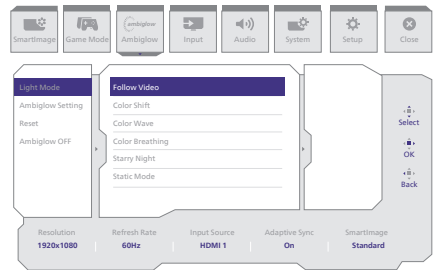 ambiglow
SmartImage Game Mode Ambiglow Input Audio System Setup Close
Light Mode
Ambiglow Setting
Reset
Ambiglow OFF
Follow Video
Color Shift
Color Wave
Color Breathing
Starry Night
Static Mode
Select
OK
Back
Resolution Refresh Rate Input Source Adaptive Sync SmartImage
1920x1080 60Hz HDMI 1 On Standard